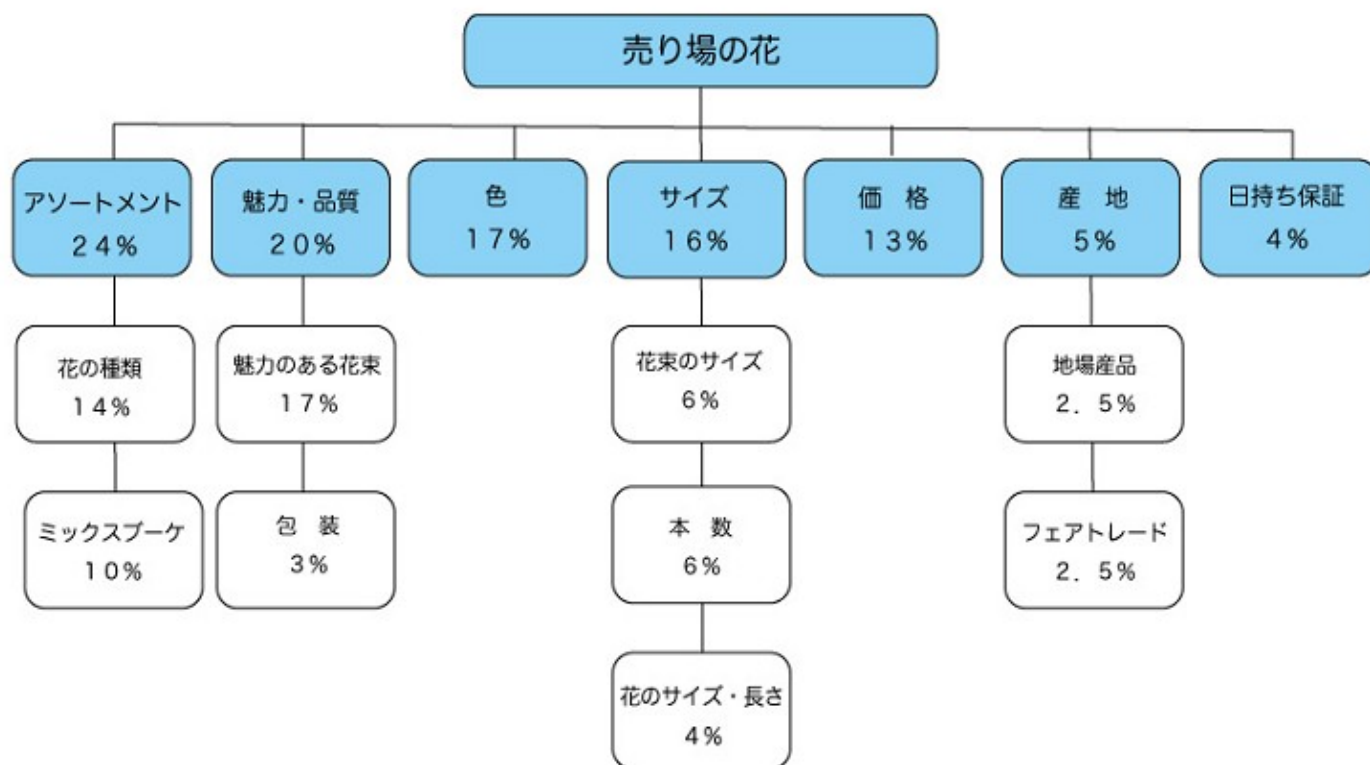 売り場の花
アソートメント
24%
魅力・品質
20%
色
17%
サイズ
16%
価　格
13%
産　地
5%
日持ち保証
4%
花の種類
14%
魅力のある花束
17%
花束のサイズ
6%
地場産品
2．5%
ミックスブーケ
10%
包　装
3%
本　数
6%
フェアトレード
2．5%
花のサイズ・長さ
4%